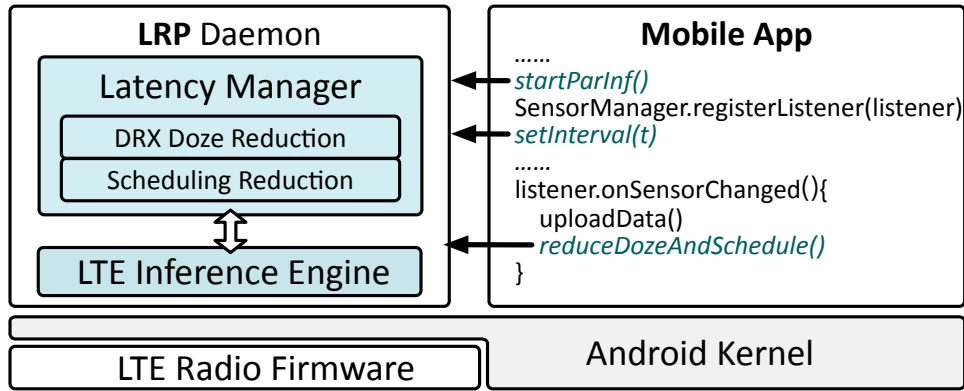 LRP Daemon
Latency Manager
DRX Doze Reduction
Scheduling Reduction
LTE Inference Engine
Mobile App
......
startParInf()
SensorManager.registerListener(listener)
setInterval(t)
......
listener.onSensorChanged(){
uploadData()
reduceDozeAndSchedule()
}
LTE Radio Firmware
Android Kernel